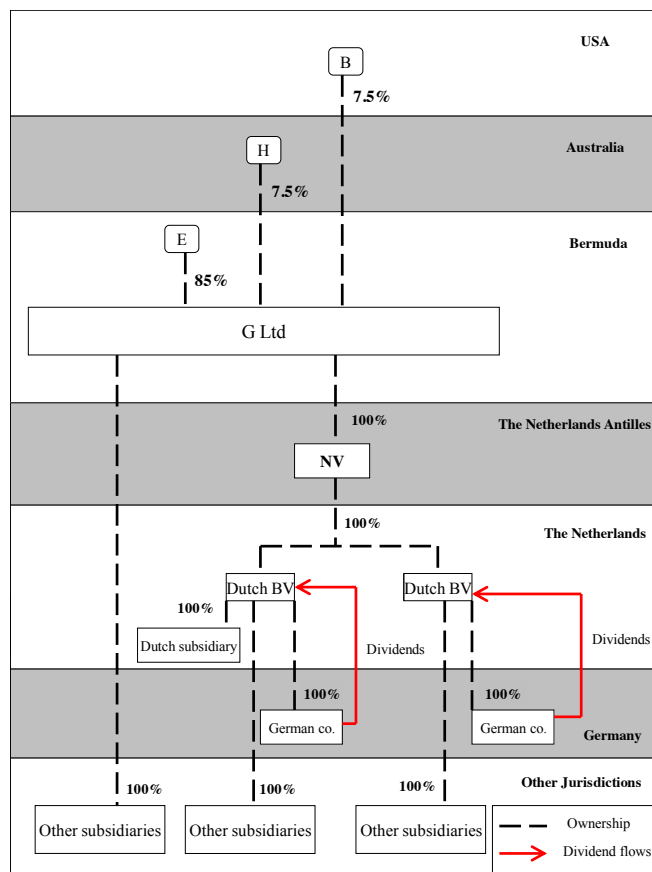 USA
B
7.5%
Australia
H
7.5%
Bermuda
E
85%
G Ltd
The Netherlands Antilles
100%
NV
100%
The Netherlands
Dutch BV
Dutch BV
100%
Dutch subsidiary
Dividends
Dividends
100%
100%
German co.
German co.
Germany
Other Jurisdictions
100%
100%
100%
Other subsidiaries
Other subsidiaries
Other subsidiaries
Ownership
Dividend flows